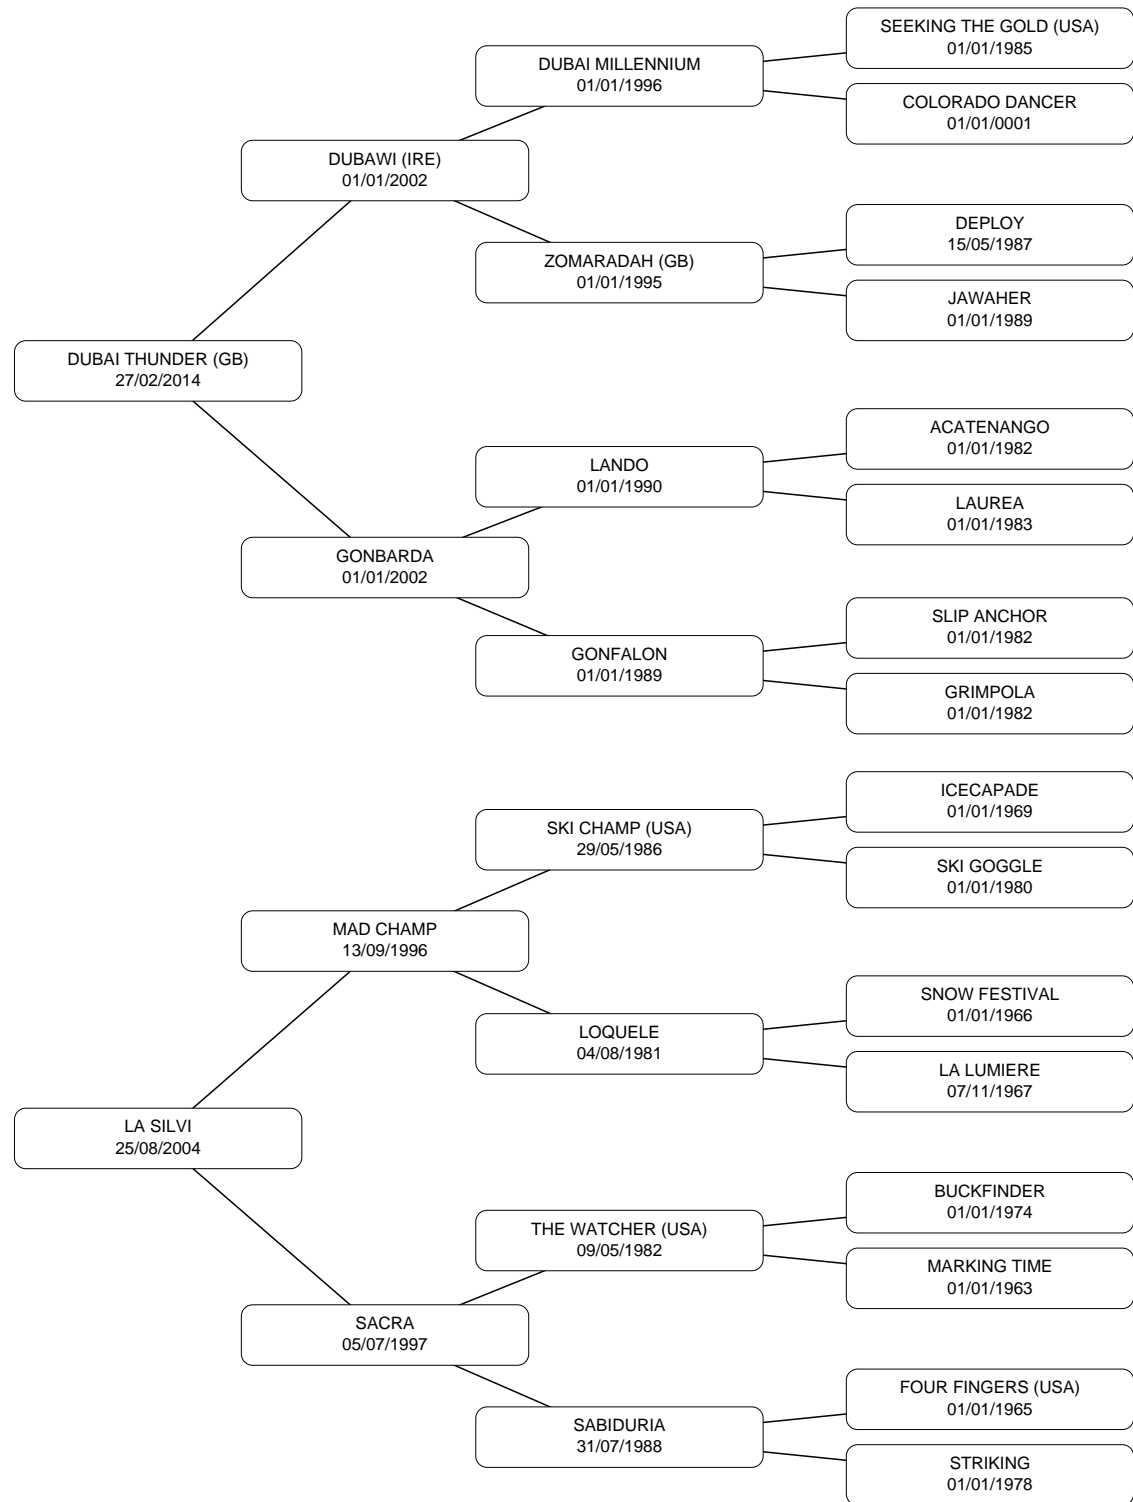 SEEKING THE GOLD (USA)
01/01/1985
DUBAI MILLENNIUM
01/01/1996
COLORADO DANCER
01/01/0001
DUBAWI (IRE)
01/01/2002
DEPLOY
15/05/1987
ZOMARADAH (GB)
01/01/1995
JAWAHER
01/01/1989
DUBAI THUNDER (GB)
27/02/2014
ACATENANGO
01/01/1982
LANDO
01/01/1990
LAUREA
01/01/1983
GONBARDA
01/01/2002
SLIP ANCHOR
01/01/1982
GONFALON
01/01/1989
GRIMPOLA
01/01/1982
ICECAPADE
01/01/1969
SKI CHAMP (USA)
29/05/1986
SKI GOGGLE
01/01/1980
MAD CHAMP
13/09/1996
SNOW FESTIVAL
01/01/1966
LOQUELE
04/08/1981
LA LUMIERE
07/11/1967
LA SILVI
25/08/2004
BUCKFINDER
01/01/1974
THE WATCHER (USA)
09/05/1982
MARKING TIME
01/01/1963
SACRA
05/07/1997
FOUR FINGERS (USA)
01/01/1965
SABIDURIA
31/07/1988
STRIKING
01/01/1978